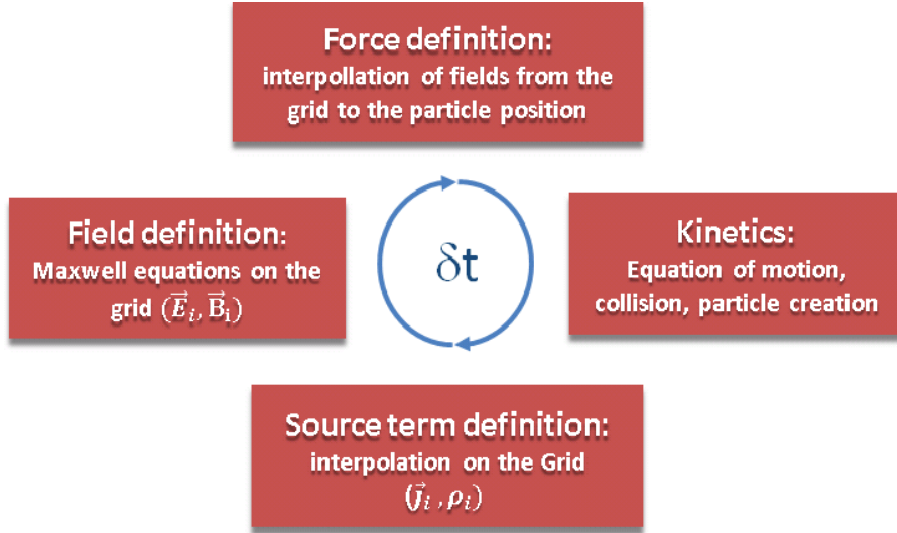 Force definition:
interpollation of fields from the
grid to the particle position
Field definition:
Maxwell equations on the
grid (E⃗ᵢ, B⃗ᵢ)
δt
Kinetics:
Equation of motion,
collision, particle creation
Source term definition:
interpolation on the Grid
(ȷ⃗ᵢ , ρᵢ)